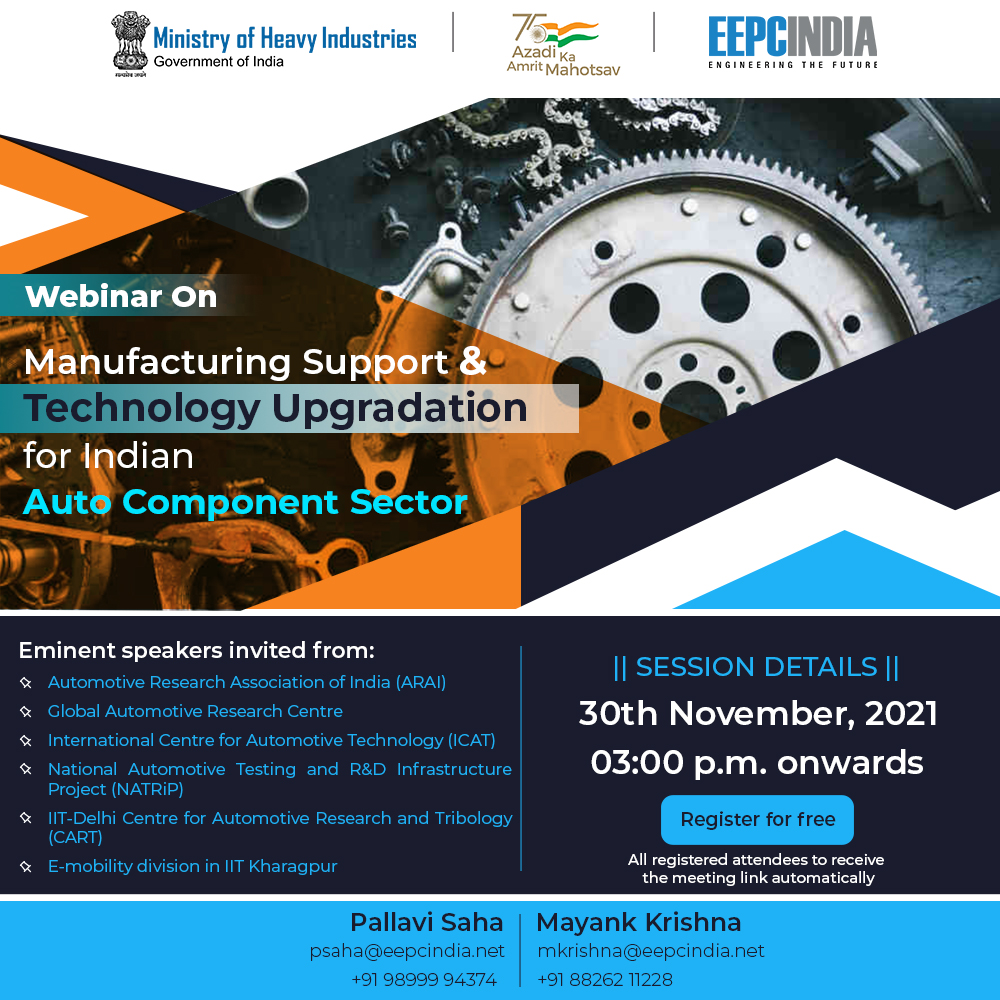 Ministry of Heavy Industries
Government of India
सत्यमेव जयते
75
Azadi Ka
Amrit Mahotsav
EEPCINDIA
ENGINEERING THE FUTURE
Webinar On
Manufacturing Support &
Technology Upgradation
for Indian
Auto Component Sector
Eminent speakers invited from:
Automotive Research Association of India (ARAI)
Global Automotive Research Centre
International Centre for Automotive Technology (ICAT)
National Automotive Testing and R&D Infrastructure
Project (NATRiP)
IIT-Delhi Centre for Automotive Research and Tribology
(CART)
E-mobility division in IIT Kharagpur
|| SESSION DETAILS ||
30th November, 2021
03:00 p.m. onwards
Register for free
All registered attendees to receive
the meeting link automatically
Pallavi Saha
psaha@eepcindia.net
+91 98999 94374
Mayank Krishna
mkrishna@eepcindia.net
+91 88262 11228